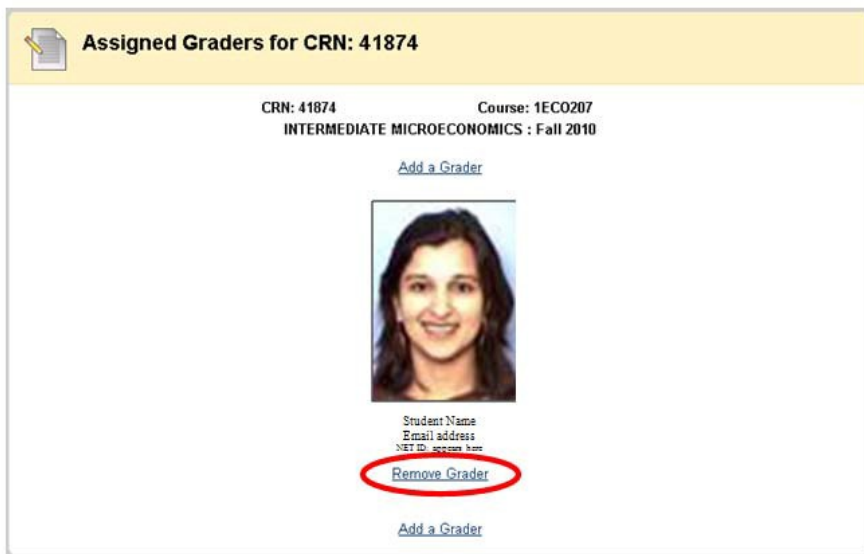 Assigned Graders for CRN: 41874
CRN: 41874 Course: 1ECO207
INTERMEDIATE MICROECONOMICS : Fall 2010
Add a Grader
Student Name
Email address
NET ID: appears here
Remove Grader
Add a Grader